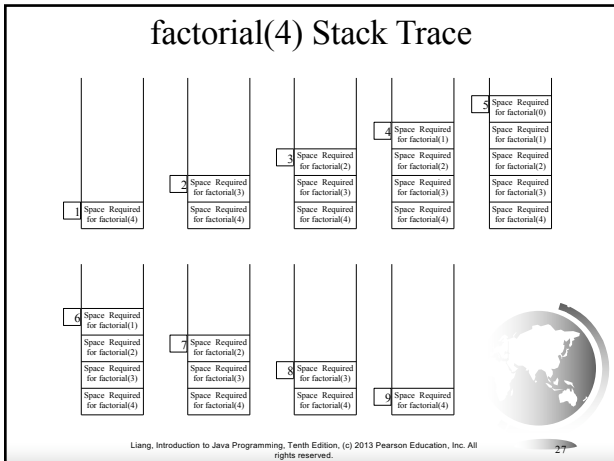 factorial(4) Stack Trace
1
Space Required
for factorial(4)
2
Space Required
for factorial(3)
Space Required
for factorial(4)
3
Space Required
for factorial(2)
Space Required
for factorial(3)
Space Required
for factorial(4)
4
Space Required
for factorial(1)
Space Required
for factorial(2)
Space Required
for factorial(3)
Space Required
for factorial(4)
5
Space Required
for factorial(0)
Space Required
for factorial(1)
Space Required
for factorial(2)
Space Required
for factorial(3)
Space Required
for factorial(4)
6
Space Required
for factorial(1)
Space Required
for factorial(2)
Space Required
for factorial(3)
Space Required
for factorial(4)
7
Space Required
for factorial(2)
Space Required
for factorial(3)
Space Required
for factorial(4)
8
Space Required
for factorial(3)
Space Required
for factorial(4)
9
Space Required
for factorial(4)
Liang, Introduction to Java Programming, Tenth Edition, (c) 2013 Pearson Education, Inc. All
rights reserved.
27